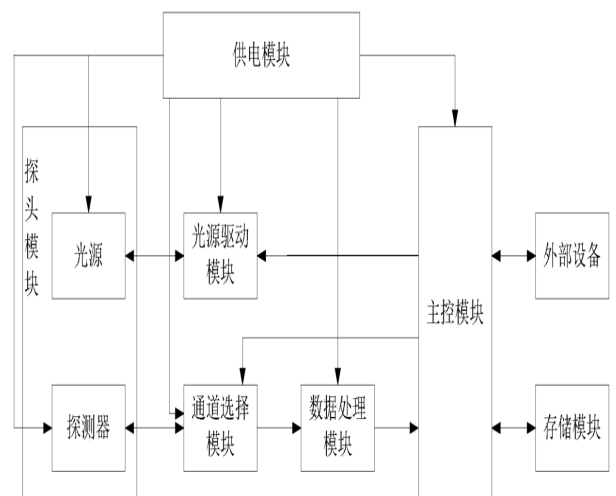 供电模块
探头模块
光源
光源驱动
模块
主控模块
外部设备
探测器
通道选择
模块
数据处理
模块
存储模块